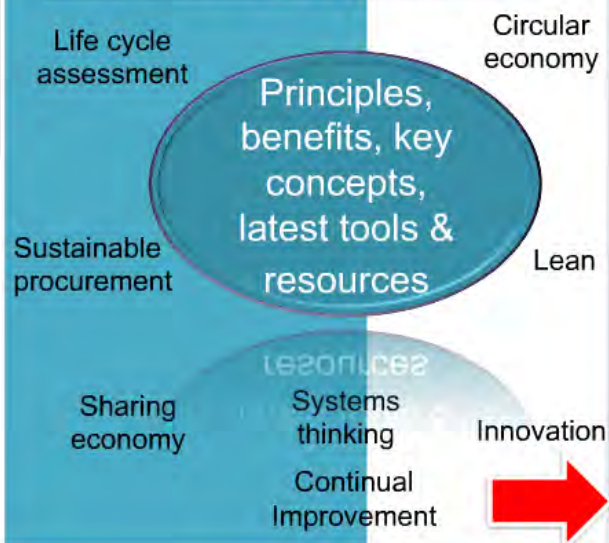 Life cycle
assessment
Circular
economy
Principles,
benefits, key
concepts,
latest tools &
resources
Sustainable
procurement
Lean
resources
Sharing
economy
Systems
thinking
Innovation
Continual
Improvement